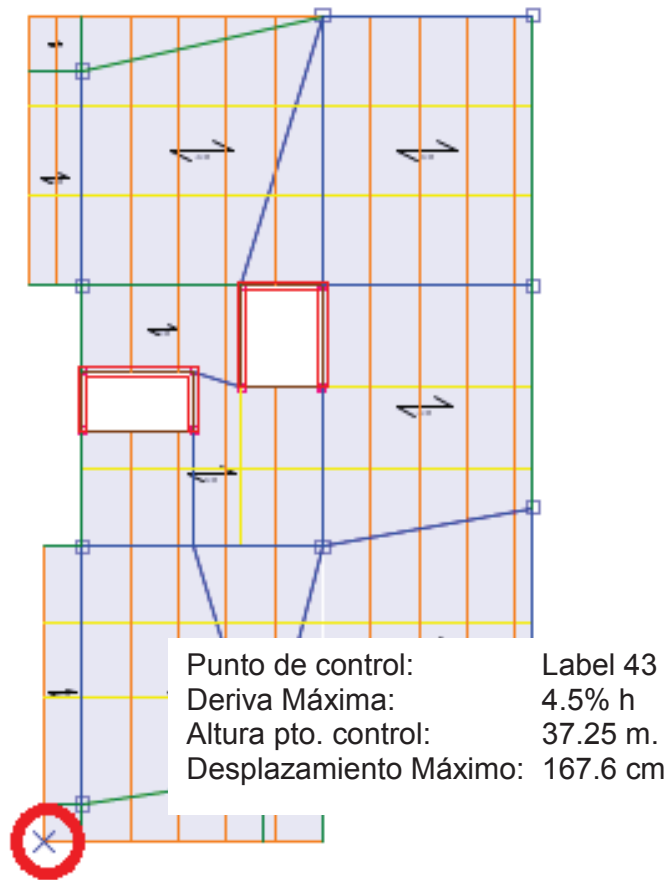 Punto de control: Label 43
Deriva Máxima: 4.5% h
Altura pto. control: 37.25 m.
Desplazamiento Máximo: 167.6 cm